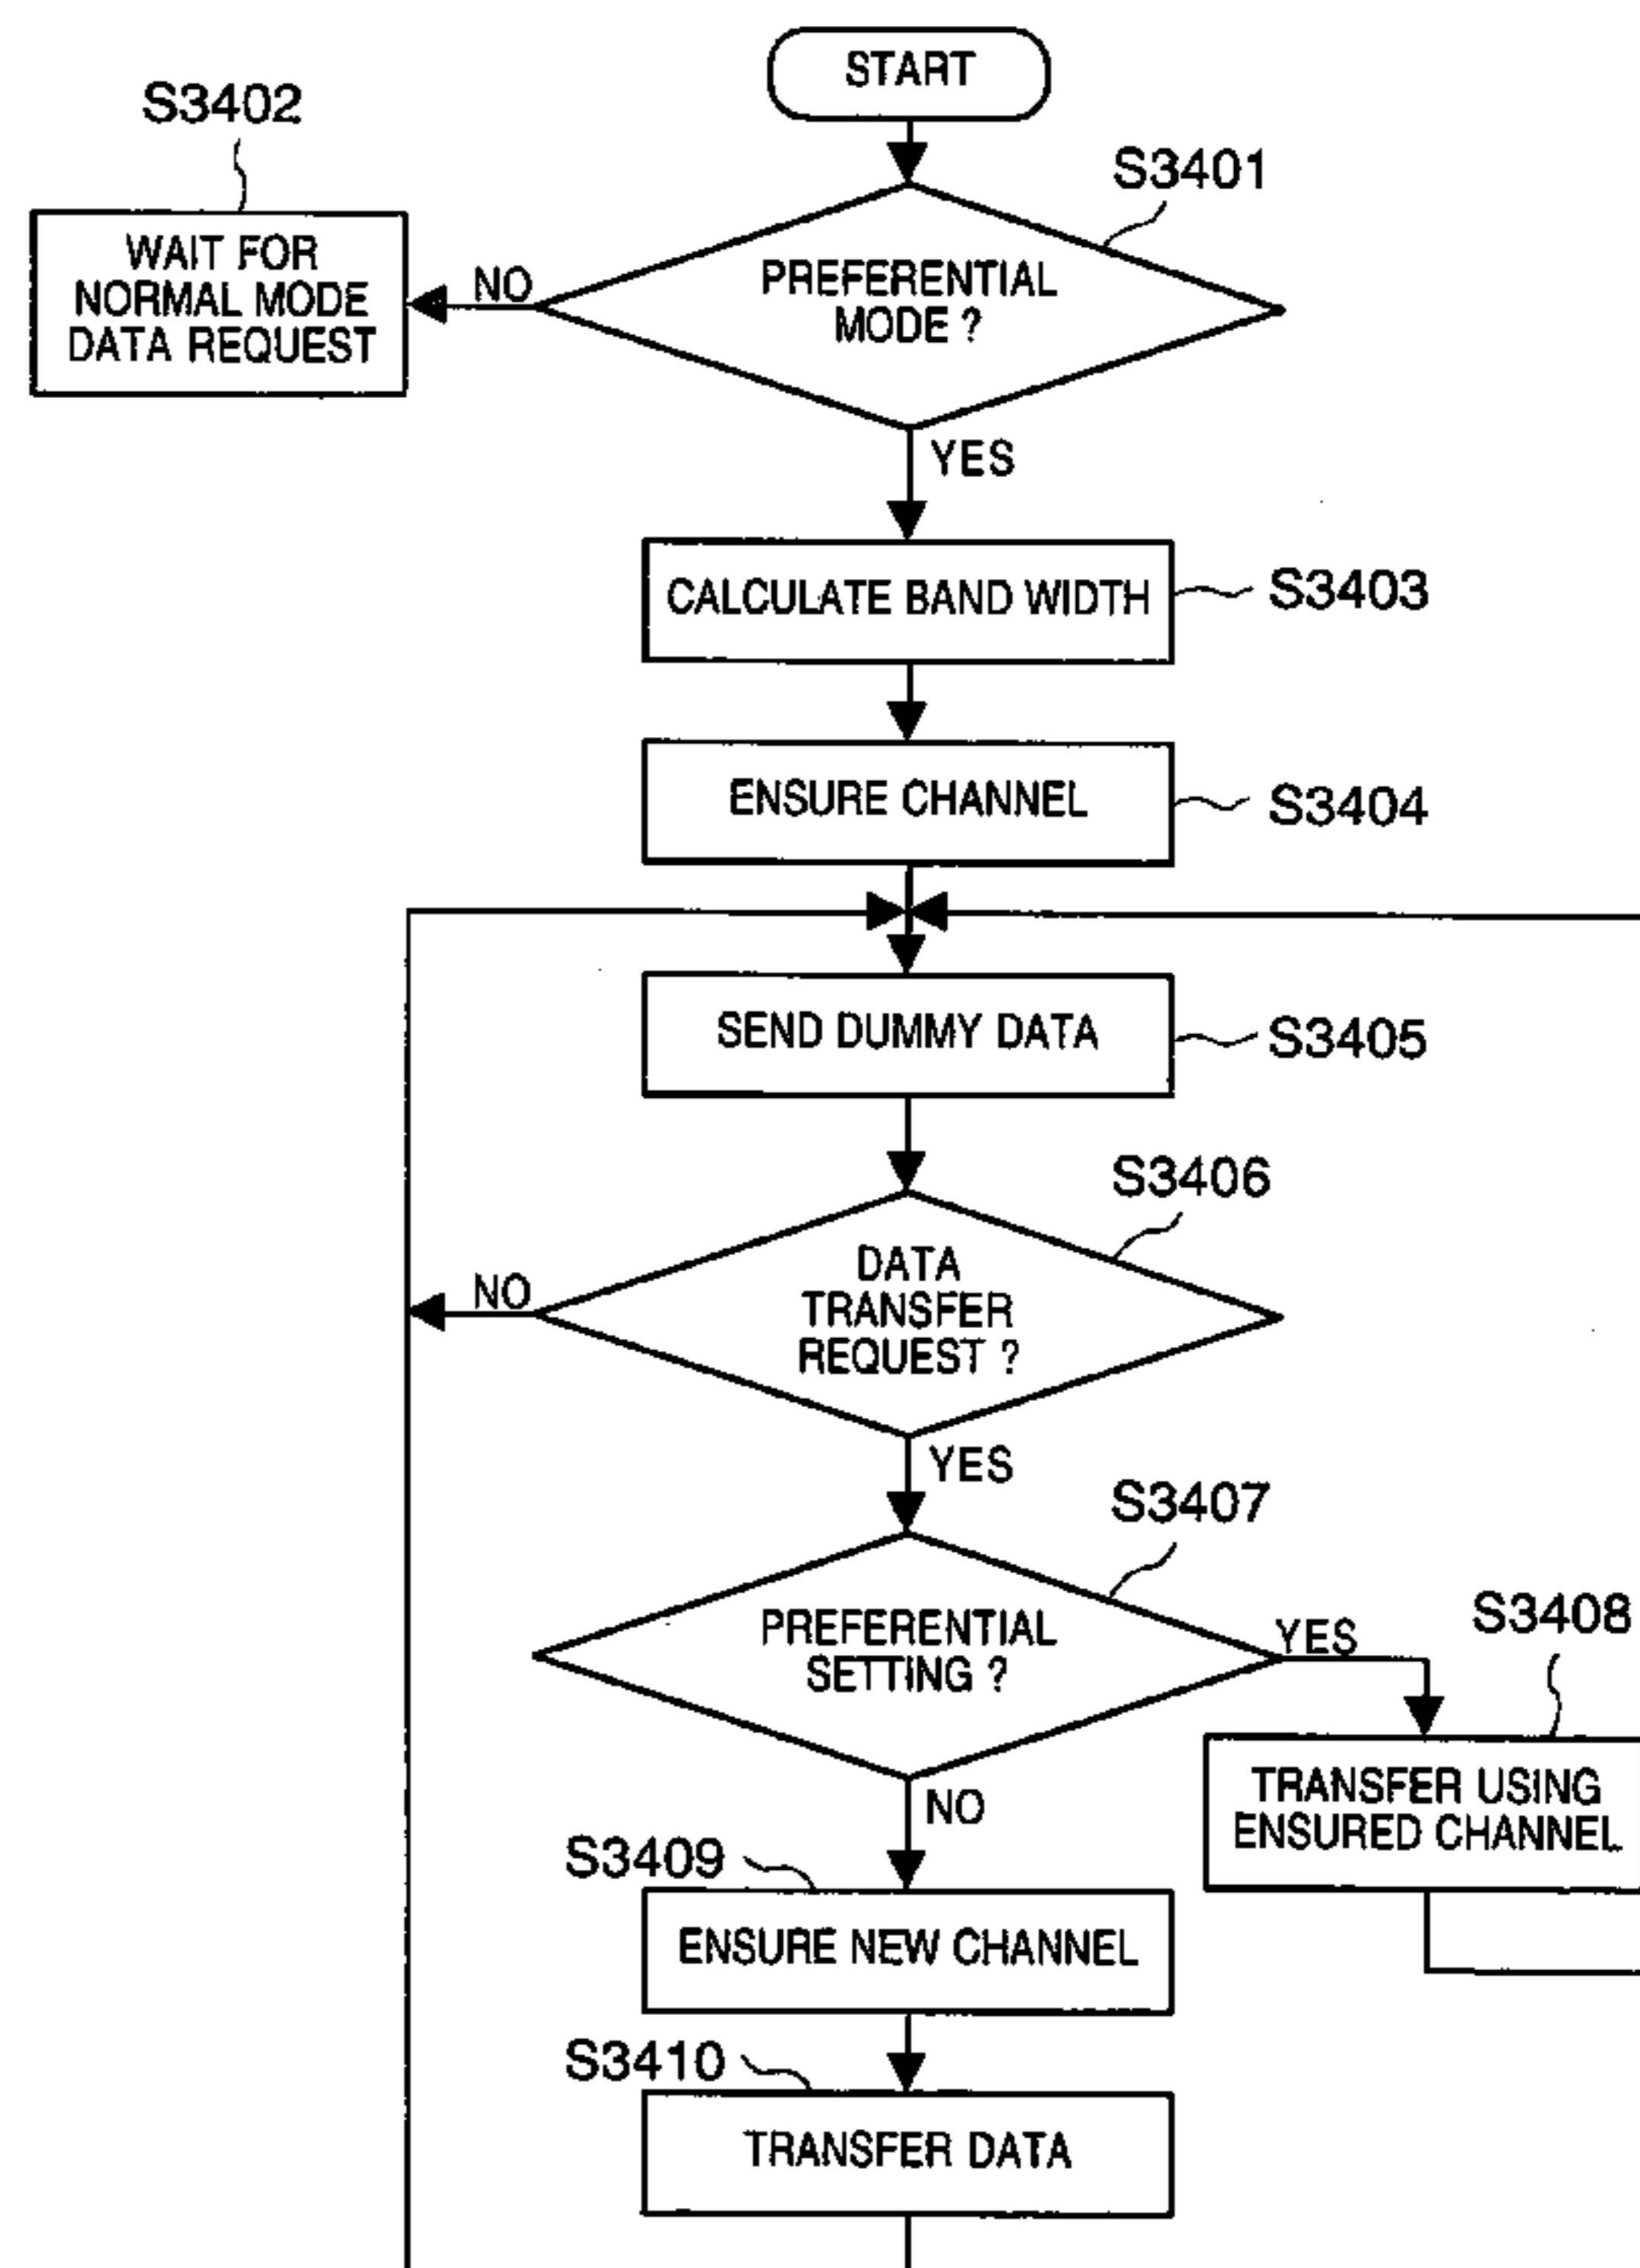 START
S3402
S3401
WAIT FOR
NORMAL MODE
DATA REQUEST
NO
PREFERENTIAL
MODE ?
YES
CALCULATE BAND WIDTH
S3403
ENSURE CHANNEL
S3404
SEND DUMMY DATA
S3405
S3406
NO
DATA
TRANSFER
REQUEST ?
YES
S3407
PREFERENTIAL
SETTING ?
YES
S3408
TRANSFER USING
ENSURED CHANNEL
NO
S3409
ENSURE NEW CHANNEL
S3410
TRANSFER DATA